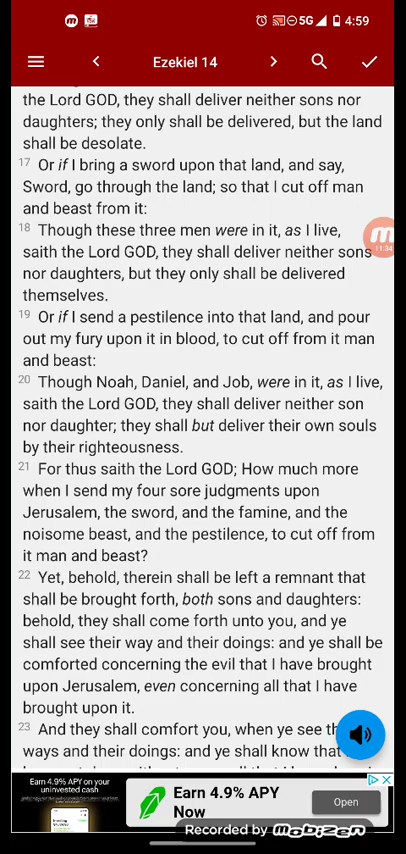 5G 4:59
Ezekiel 14
the Lord GOD, they shall deliver neither sons nor
daughters; they only shall be delivered, but the land
shall be desolate.
17 Or if I bring a sword upon that land, and say,
Sword, go through the land; so that I cut off man
and beast from it:
18 Though these three men were in it, as I live,
saith the Lord GOD, they shall deliver neither sons
nor daughters, but they only shall be delivered
themselves.
11:34
19 Or if I send a pestilence into that land, and pour
out my fury upon it in blood, to cut off from it man
and beast:
20 Though Noah, Daniel, and Job, were in it, as I live,
saith the Lord GOD, they shall deliver neither son
nor daughter; they shall but deliver their own souls
by their righteousness.
21 For thus saith the Lord GOD; How much more
when I send my four sore judgments upon
Jerusalem, the sword, and the famine, and the
noisome beast, and the pestilence, to cut off from
it man and beast?
22 Yet, behold, therein shall be left a remnant that
shall be brought forth, both sons and daughters:
behold, they shall come forth unto you, and ye
shall see their way and their doings: and ye shall be
comforted concerning the evil that I have brought
upon Jerusalem, even concerning all that I have
brought upon it.
23 And they shall comfort you, when ye see
ways and their doings: and ye shall know that
Earn 4.9% APY on your
uninvested cash
Earn 4.9% APY
Now
Open
Recorded by mobizen